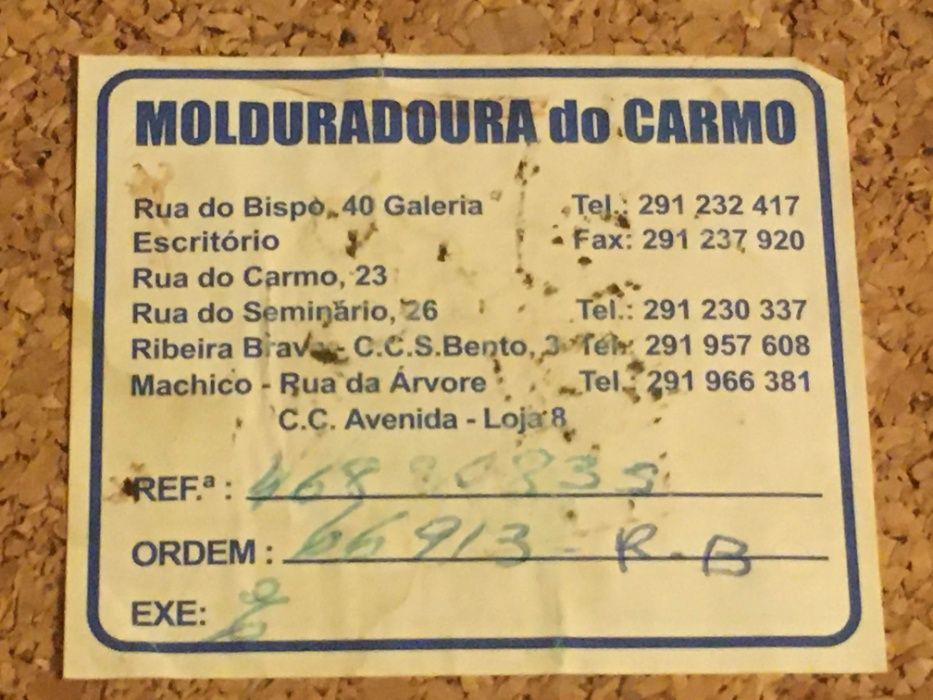 MOLDURADOURA do CARMO
Rua do Bispo, 40 Galeria Tel.: 291 232 417
Escritório Fax: 291 237 920
Rua do Carmo, 23
Rua do Seminário, 26 Tel.: 291 230 337
Ribeira Brava - C.C.S.Bento, 3 Tel.: 291 957 608
Machico - Rua da Árvore Tel.: 291 966 381
C.C. Avenida - Loja 8
REF.ª :
ORDEM : 66913 - R.B
EXE: